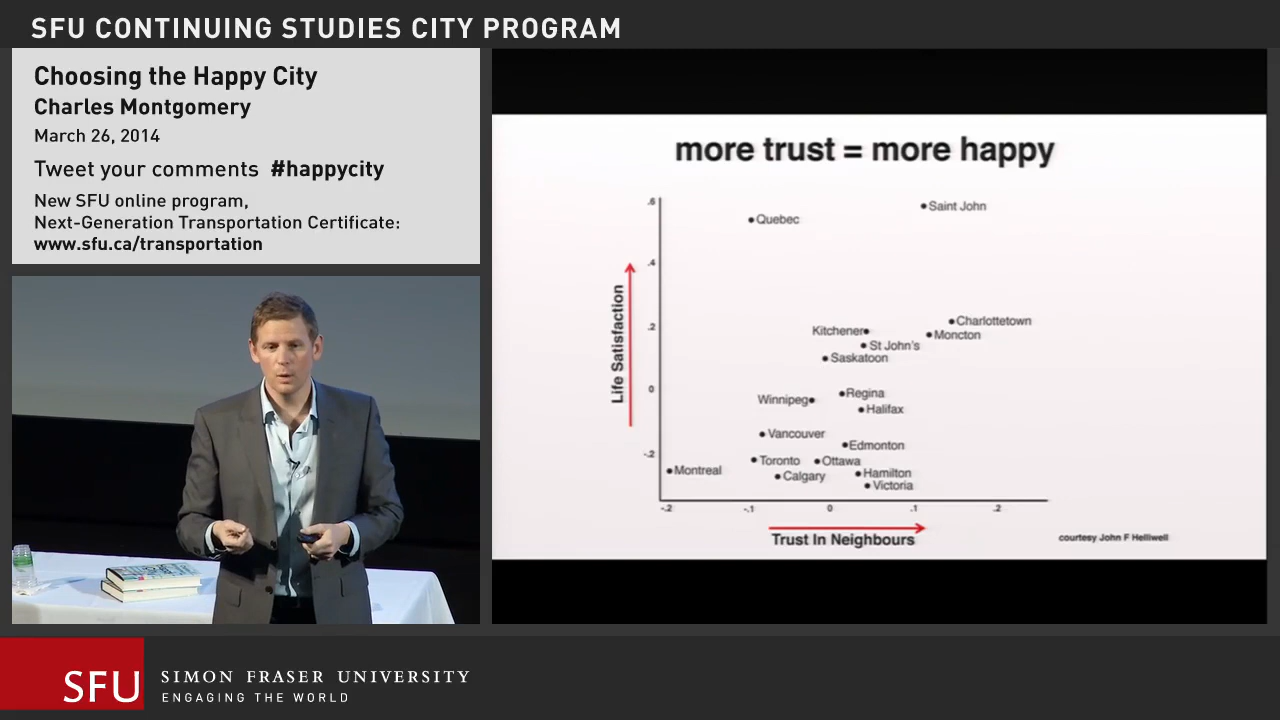 SFU CONTINUING STUDIES CITY PROGRAM
Choosing the Happy City
Charles Montgomery
March 26, 2014
Tweet your comments #happycity
New SFU online program,
Next-Generation Transportation Certificate:
www.sfu.ca/transportation
more trust = more happy
.6
Saint John
Quebec
.4
.2
Charlottetown
Kitchener
Moncton
St John's
Saskatoon
Life Satisfaction
0
Regina
Winnipeg
Halifax
Vancouver
Edmonton
-.2
Toronto
Ottawa
Montreal
Calgary
Hamilton
Victoria
-.2 -.1 0 .1 .2
Trust In Neighbours
courtesy John F Helliwell
SFU
SIMON FRASER UNIVERSITY
ENGAGING THE WORLD